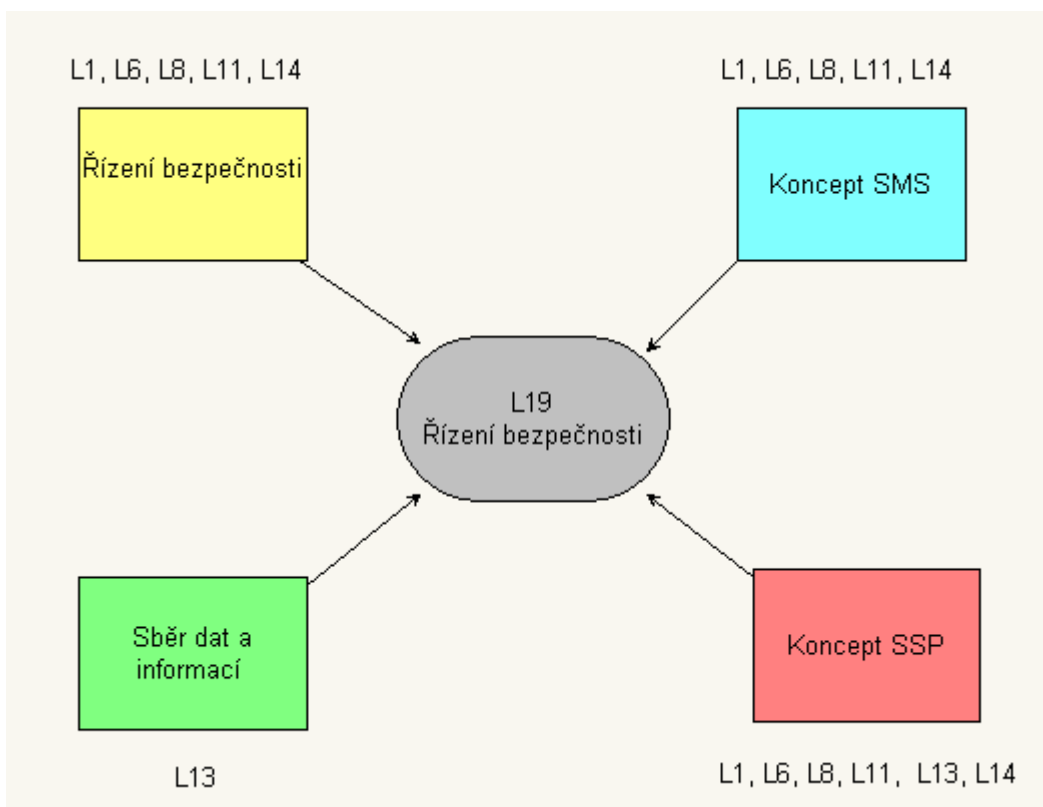 L1, L6, L8, L11, L14
Řízení bezpečnosti
L1, L6, L8, L11, L14
Koncept SMS
L19
Řízení bezpečnosti
Sběr dat a
informací
L13
Koncept SSP
L1, L6, L8, L11, L13, L14